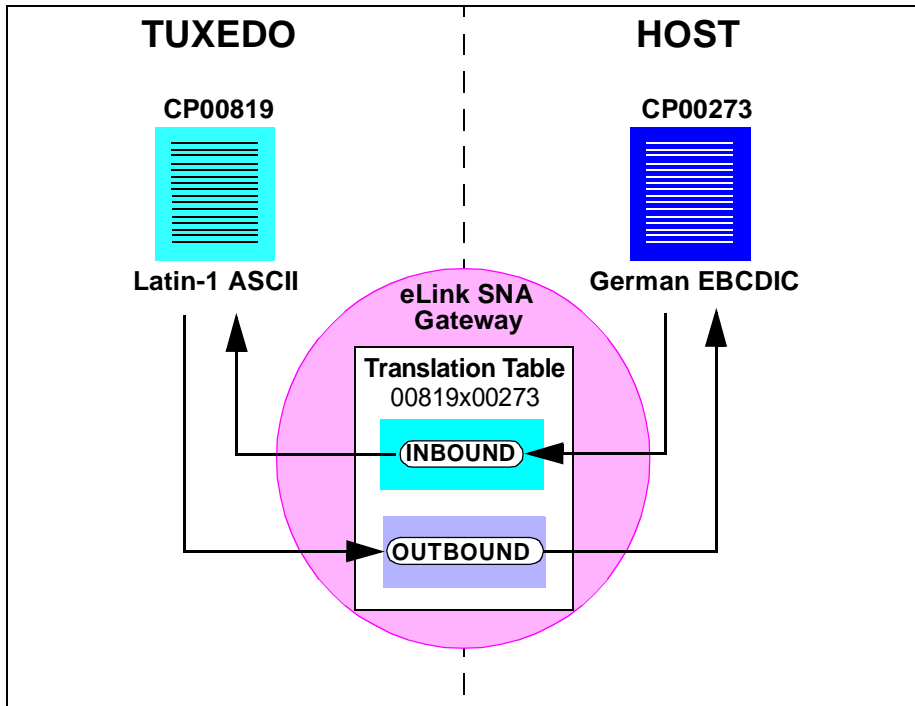 TUXEDO
HOST
CP00819
CP00273
Latin-1 ASCII
German EBCDIC
eLink SNA
Gateway
Translation Table
00819x00273
INBOUND
OUTBOUND